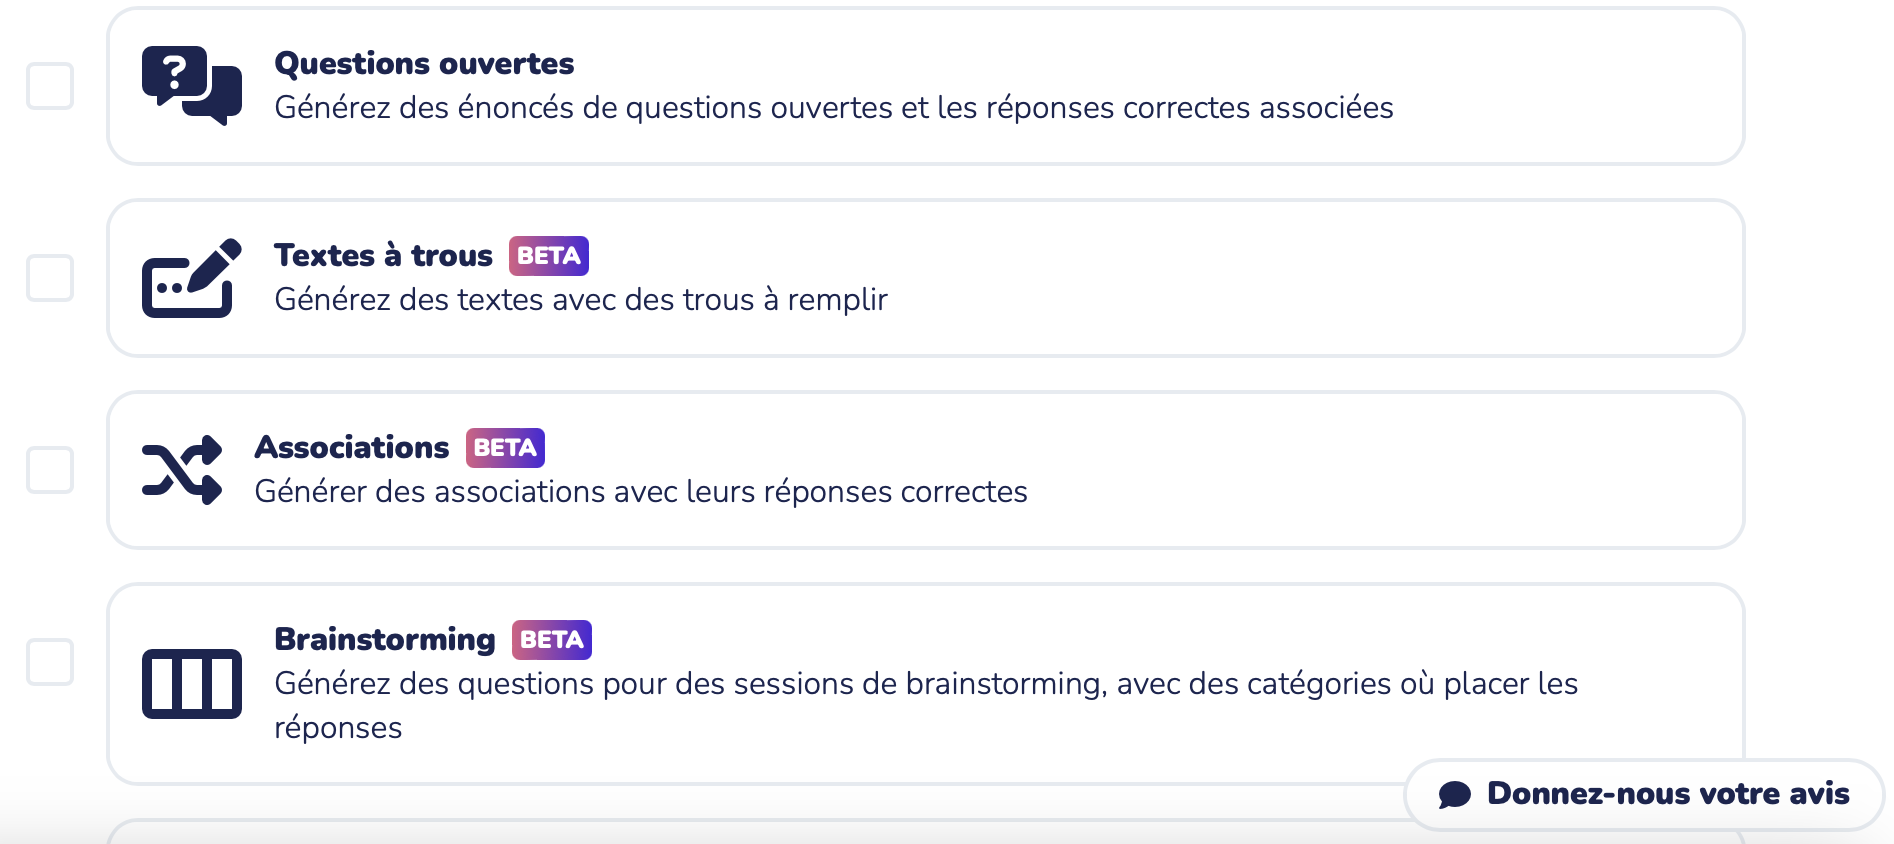 Questions ouvertes
Générez des énoncés de questions ouvertes et les réponses correctes associées
Textes à trous BETA
Générez des textes avec des trous à remplir
Associations BETA
Générer des associations avec leurs réponses correctes
Brainstorming BETA
Générez des questions pour des sessions de brainstorming, avec des catégories où placer les
réponses
Donnez-nous votre avis